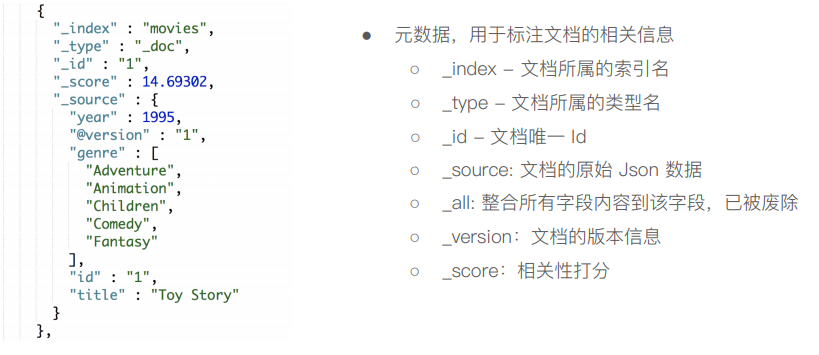 {
"_index" : "movies",
"_type" : "_doc",
"_id" : "1",
"_score" : 14.69302,
"_source" : {
"year" : 1995,
"@version" : "1",
"genre" : [
"Adventure",
"Animation",
"Children",
"Comedy",
"Fantasy"
],
"id" : "1",
"title" : "Toy Story"
}
},
● 元数据，用于标注文档的相关信息
○ _index – 文档所属的索引名
○ _type – 文档所属的类型名
○ _id – 文档唯一 Id
○ _source: 文档的原始 Json 数据
○ _all: 整合所有字段内容到该字段，已被废除
○ _version：文档的版本信息
○ _score：相关性打分